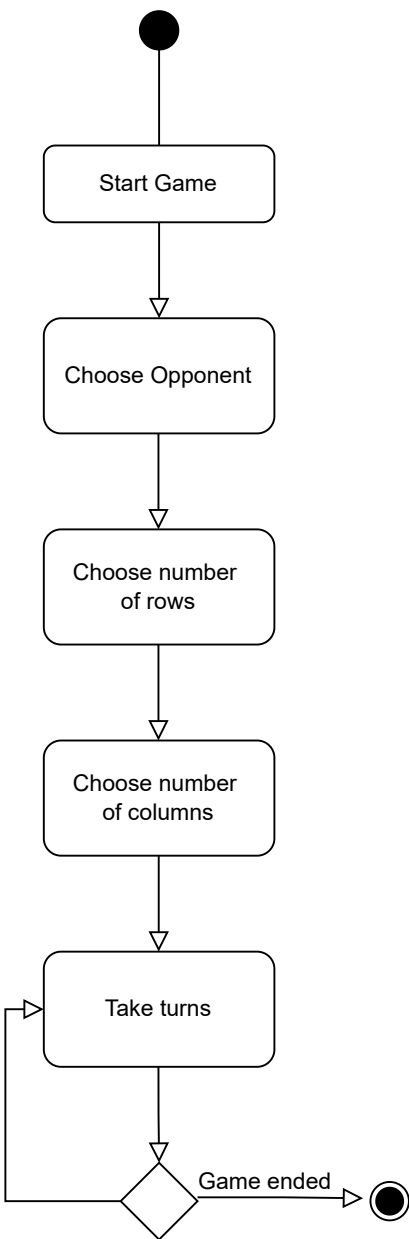 Start Game
Choose Opponent
Choose number
of rows
Choose number
of columns
Take turns
Game ended